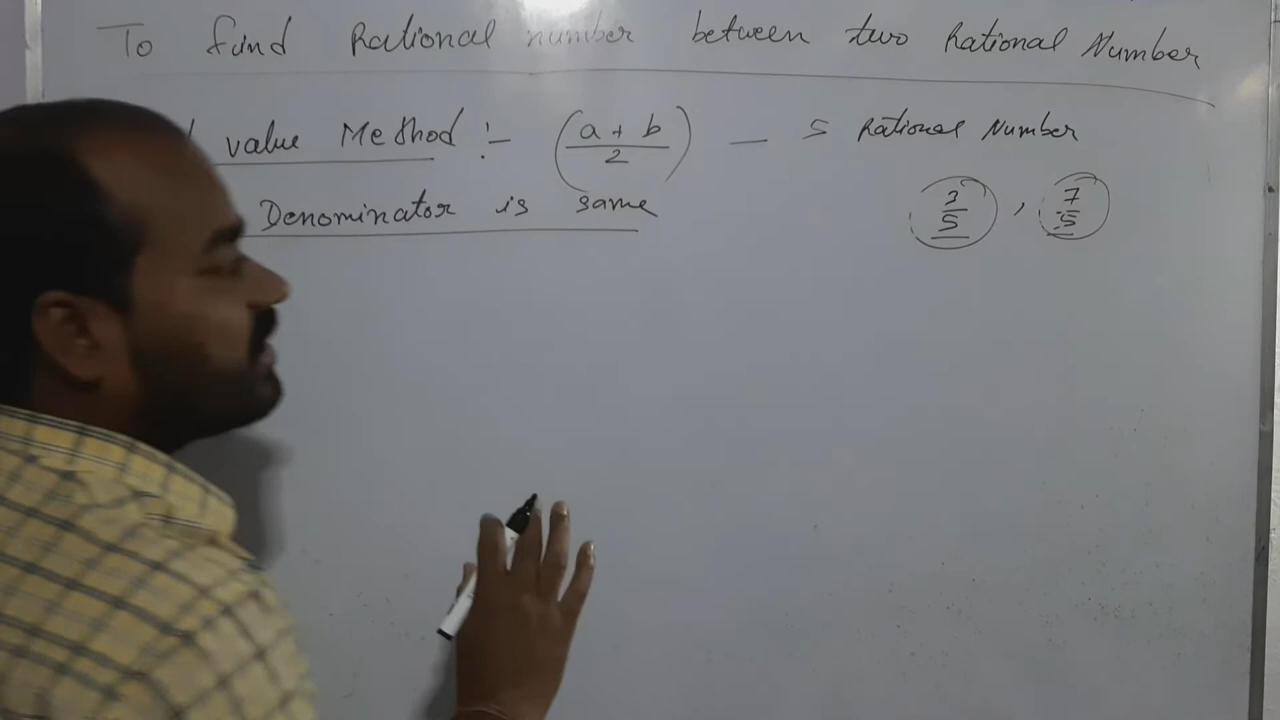 To find Rational number between two Rational Number
value Method :- (a + b / 2) — 5 Rational Number
Denominator is same 3/5 , 7/5